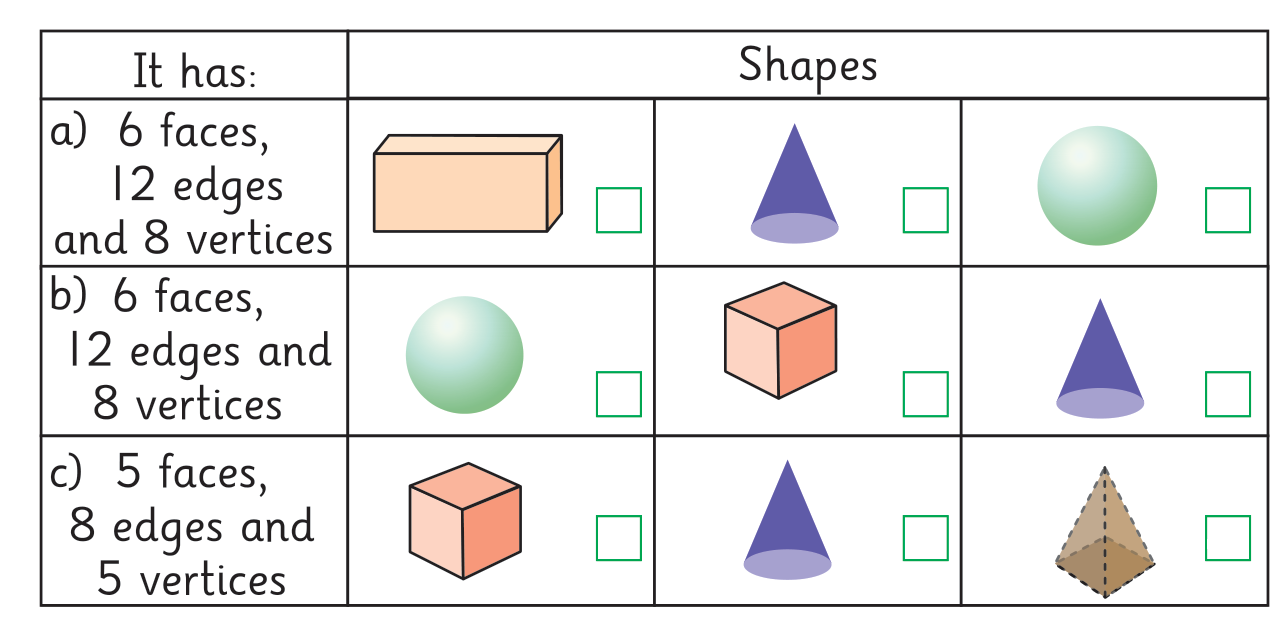 It has:
Shapes
a) 6 faces,
12 edges
and 8 vertices
b) 6 faces,
12 edges and
8 vertices
c) 5 faces,
8 edges and
5 vertices